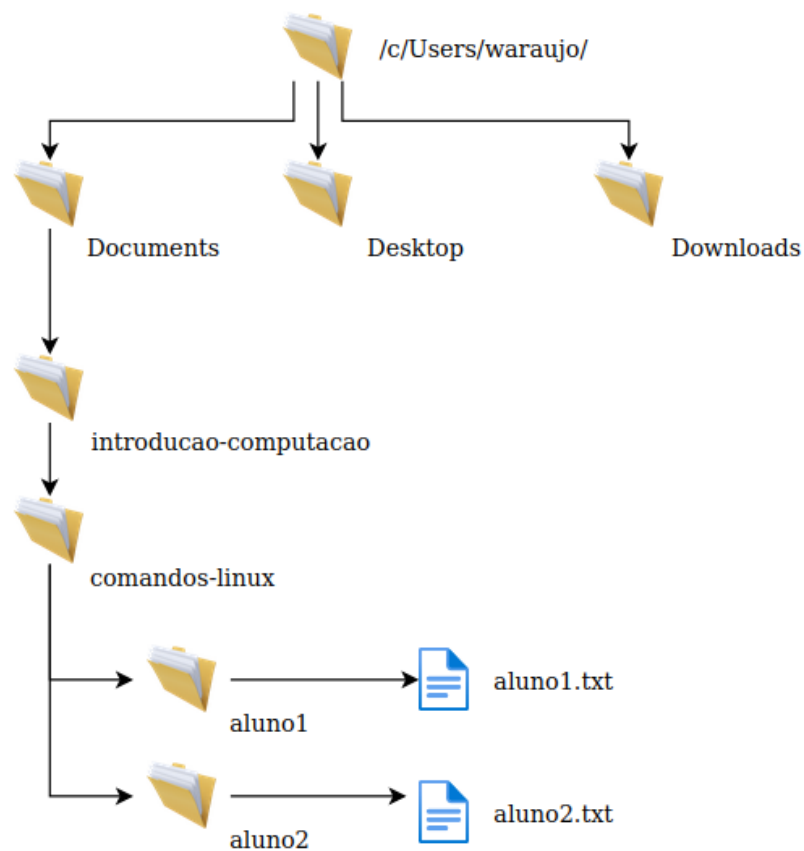 /c/Users/waraujo/
Documents
Desktop
Downloads
introducao-computacao
comandos-linux
aluno1
aluno1.txt
aluno2
aluno2.txt